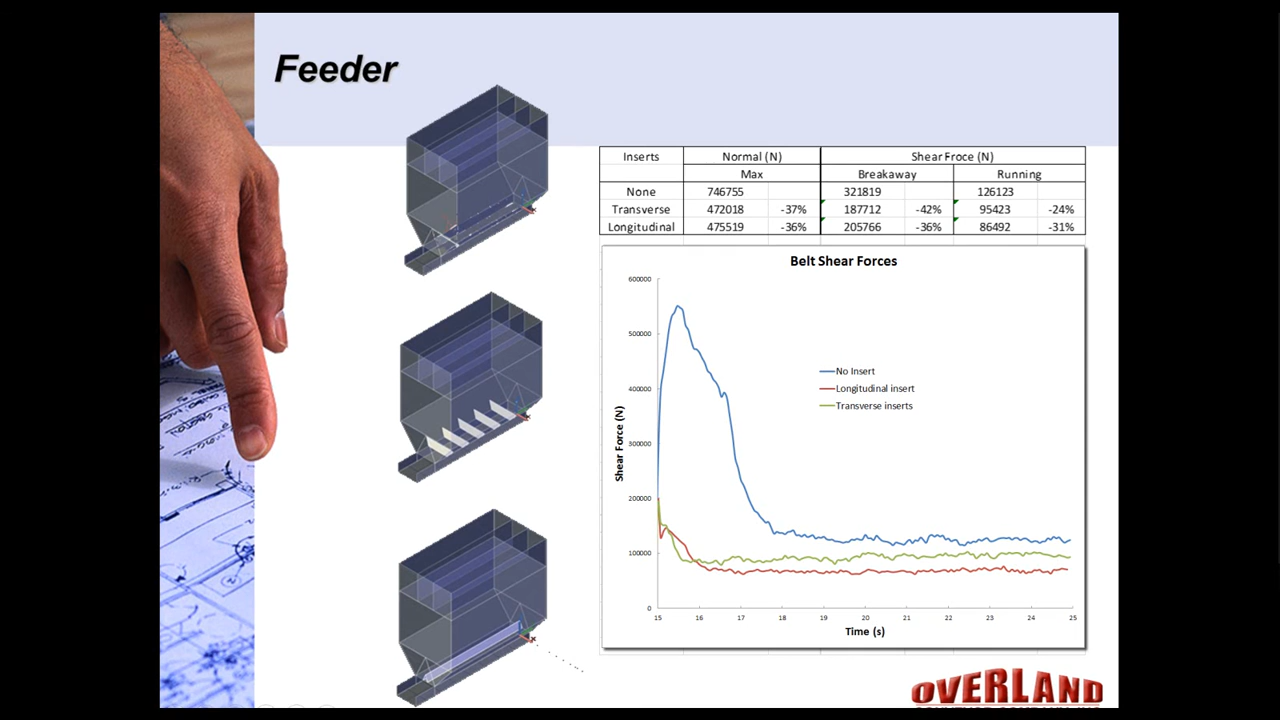 Feeder
Inserts Normal (N) Shear Froce (N)
Max Breakaway Running
None 746755 321819 126123
Transverse 472018 -37% 187712 -42% 95423 -24%
Longitudinal 475519 -36% 205766 -36% 86492 -31%
Belt Shear Forces
600000
500000
400000
300000
200000
100000
0
Shear Force (N)
No Insert
Longitudinal insert
Transverse inserts
15 16 17 18 19 20 21 22 23 24 25
Time (s)
OVERLAND